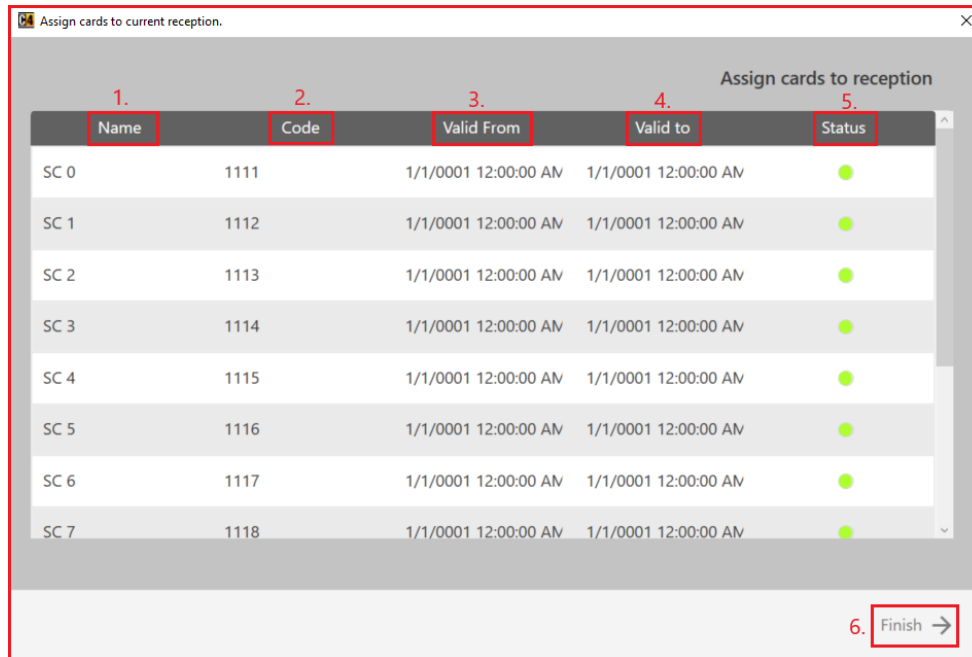 C4 Assign cards to current reception.
Assign cards to reception
1. 2. 3. 4. 5.
Name Code Valid From Valid to Status
SC 0 1111 1/1/0001 12:00:00 AM 1/1/0001 12:00:00 AM
SC 1 1112 1/1/0001 12:00:00 AM 1/1/0001 12:00:00 AM
SC 2 1113 1/1/0001 12:00:00 AM 1/1/0001 12:00:00 AM
SC 3 1114 1/1/0001 12:00:00 AM 1/1/0001 12:00:00 AM
SC 4 1115 1/1/0001 12:00:00 AM 1/1/0001 12:00:00 AM
SC 5 1116 1/1/0001 12:00:00 AM 1/1/0001 12:00:00 AM
SC 6 1117 1/1/0001 12:00:00 AM 1/1/0001 12:00:00 AM
SC 7 1118 1/1/0001 12:00:00 AM 1/1/0001 12:00:00 AM
6. Finish